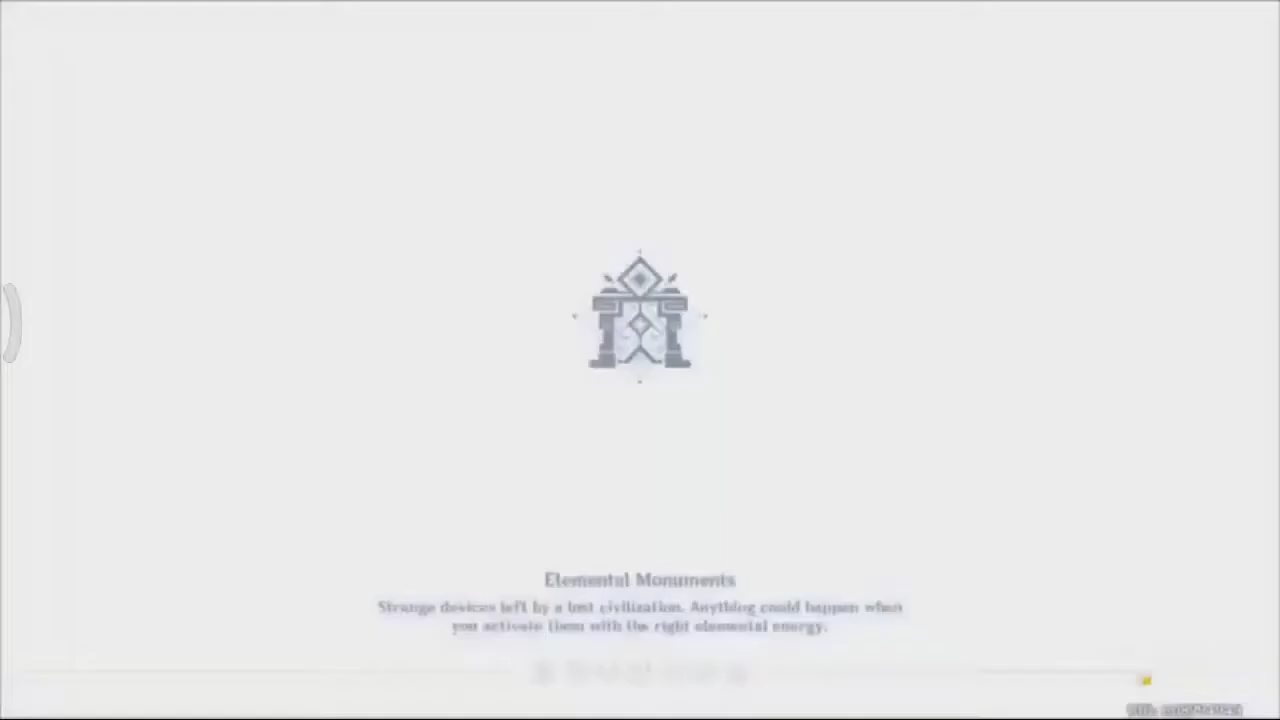 Elemental Monuments
Strange devices left by a lost civilization. Anything could happen when
you activate them with the right elemental energy.